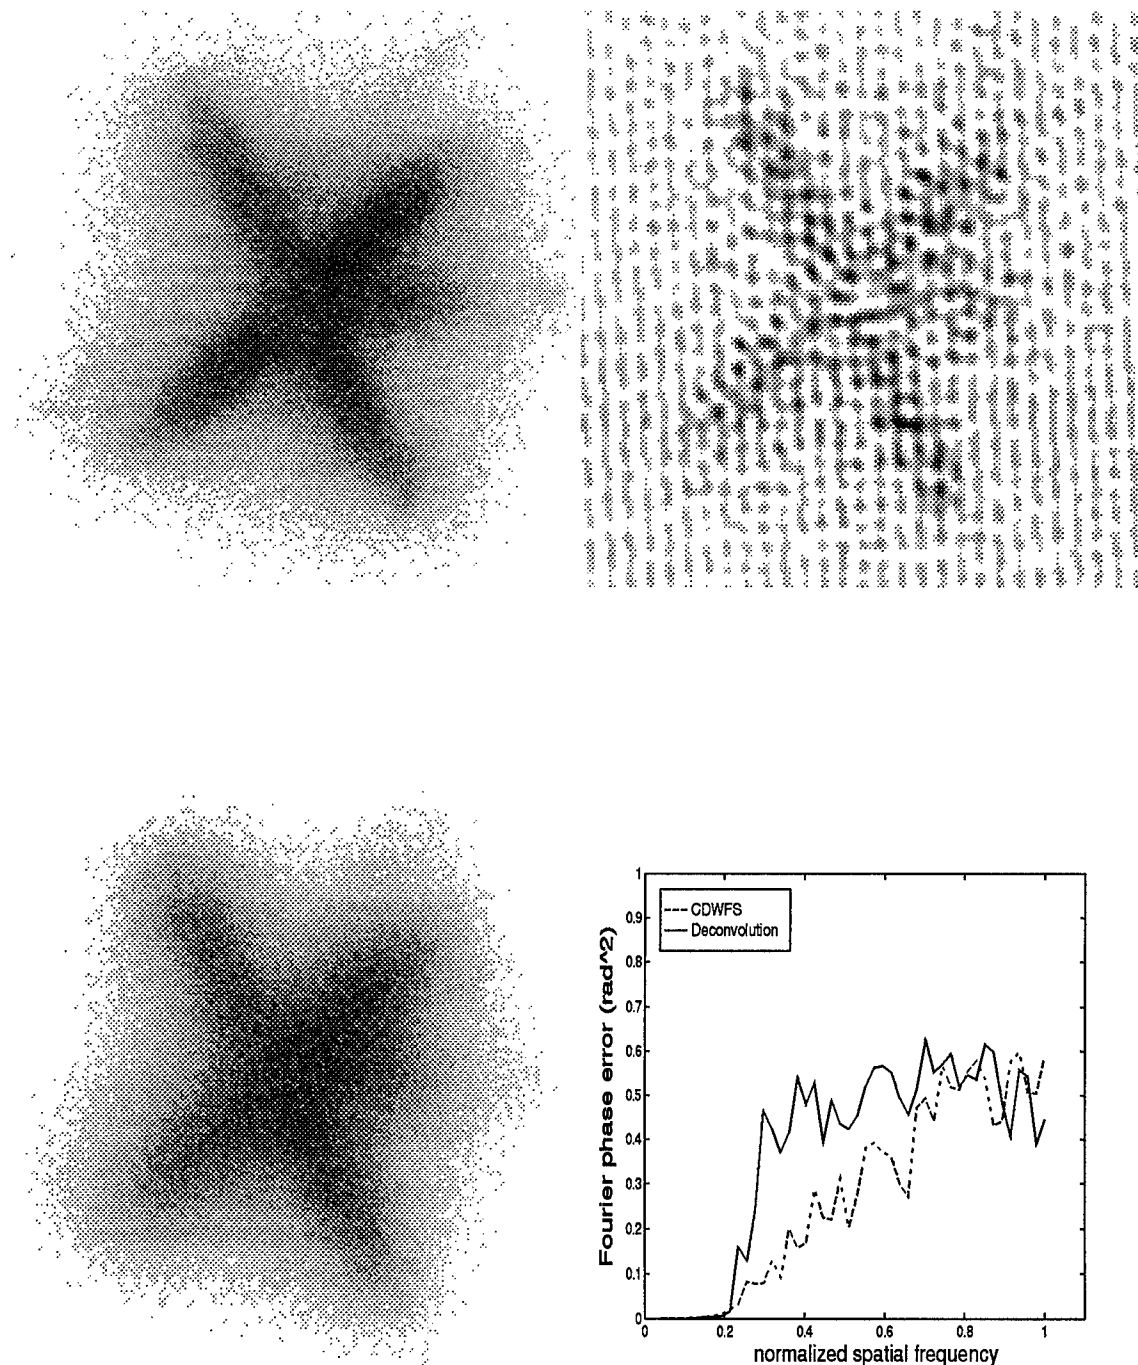 1
0.9
0.8
0.7
0.6
0.5
0.4
0.3
0.2
0.1
0
Fourier phase error (rad^2)
CDWFS
Deconvolution
0 0.2 0.4 0.6 0.8 1
normalized spatial frequency